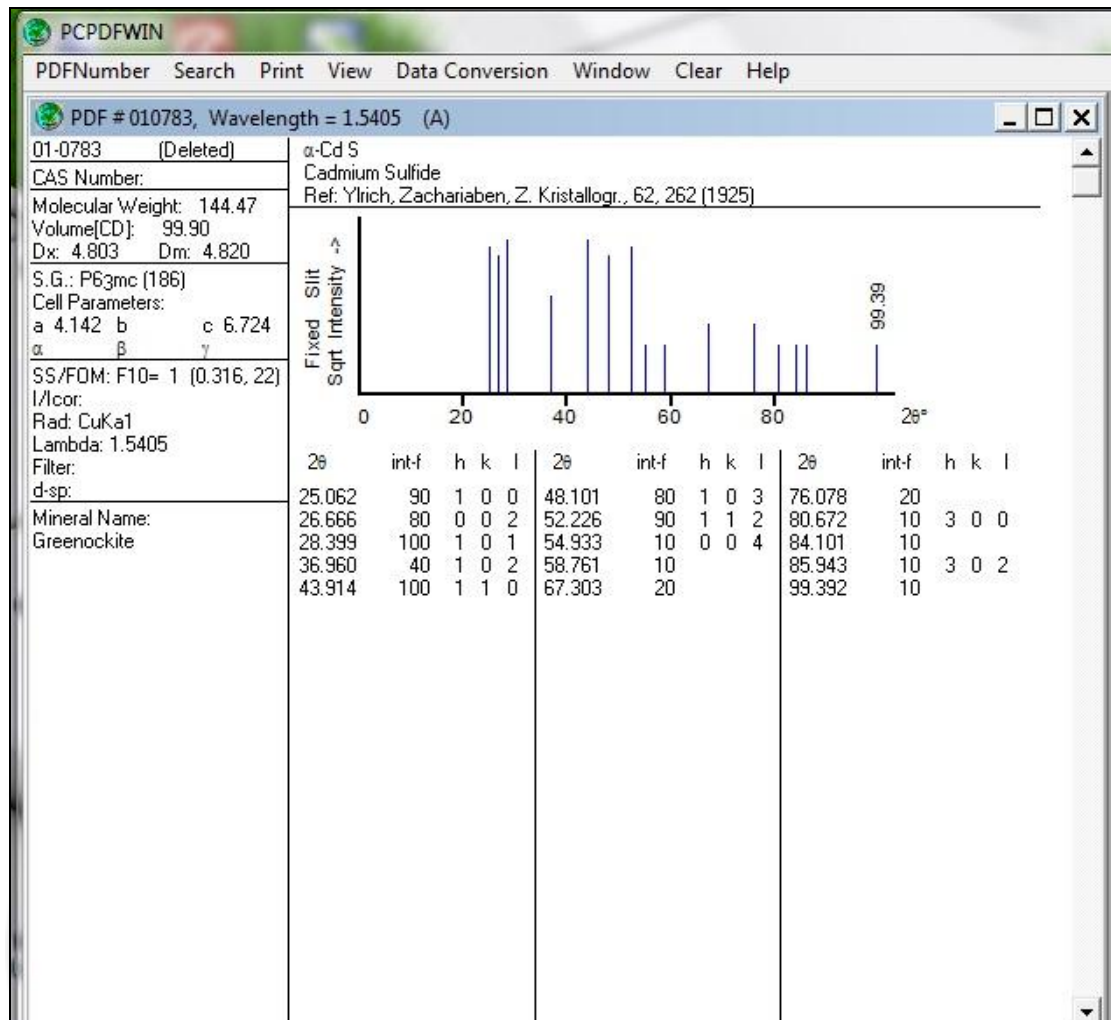 PCPDFWIN
PDFNumber Search Print View Data Conversion Window Clear Help
PDF # 010783, Wavelength = 1.5405 (A)
01-0783 (Deleted)
CAS Number:
Molecular Weight: 144.47
Volume[CD]: 99.90
Dx: 4.803 Dm: 4.820
S.G.: P63mc (186)
Cell Parameters:
a 4.142 b c 6.724
α β γ
SS/FOM: F10= 1 (0.316, 22)
I/Icor:
Rad: CuKa1
Lambda: 1.5405
Filter:
d-sp:
Mineral Name:
Greenockite
α-Cd S
Cadmium Sulfide
Ref: Ylrich, Zachariaben, Z. Kristallogr., 62, 262 (1925)
Fixed Slit
Sqrt Intensity ->
99.39
0 20 40 60 80 2θ°
2θ int-f h k l 2θ int-f h k l 2θ int-f h k l
25.062 90 1 0 0 48.101 80 1 0 3 76.078 20
26.666 80 0 0 2 52.226 90 1 1 2 80.672 10 3 0 0
28.399 100 1 0 1 54.933 10 0 0 4 84.101 10
36.960 40 1 0 2 58.761 10 85.943 10 3 0 2
43.914 100 1 1 0 67.303 20 99.392 10